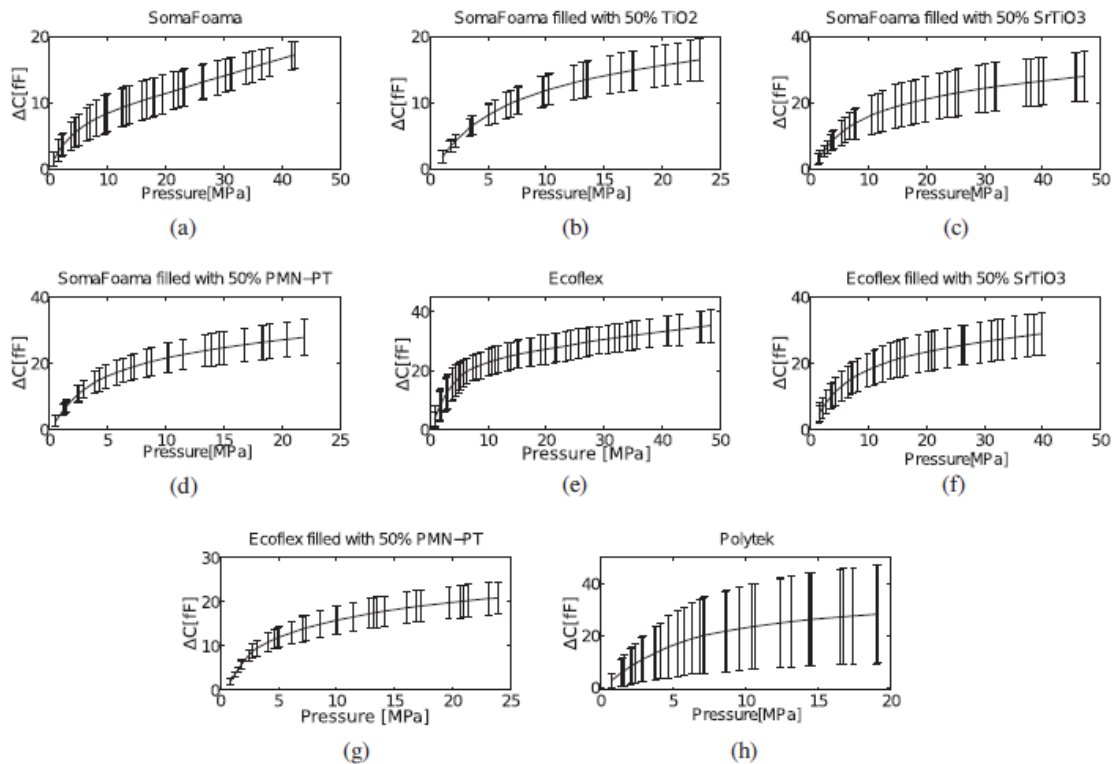 SomaFoama
SomaFoama filled with 50% TiO2
SomaFoama filled with 50% SrTiO3
ΔC[fF]
20
10
0
0 10 20 30 40 50
Pressure[MPa]
ΔC[fF]
20
10
0
0 5 10 15 20 25
Pressure[MPa]
ΔC[fF]
40
20
0
0 10 20 30 40 50
Pressure[MPa]
(a)
(b)
(c)
SomaFoama filled with 50% PMN−PT
Ecoflex
Ecoflex filled with 50% SrTiO3
ΔC[fF]
40
20
0
0 5 10 15 20 25
Pressure[MPa]
ΔC[fF]
40
20
0
0 10 20 30 40 50
Pressure [MPa]
ΔC[fF]
40
20
0
0 10 20 30 40 50
Pressure[MPa]
(d)
(e)
(f)
Ecoflex filled with 50% PMN−PT
Polytek
ΔC[fF]
30
20
10
0
0 5 10 15 20 25
Pressure [MPa]
ΔC[fF]
40
20
0
0 5 10 15 20
Pressure[MPa]
(g)
(h)